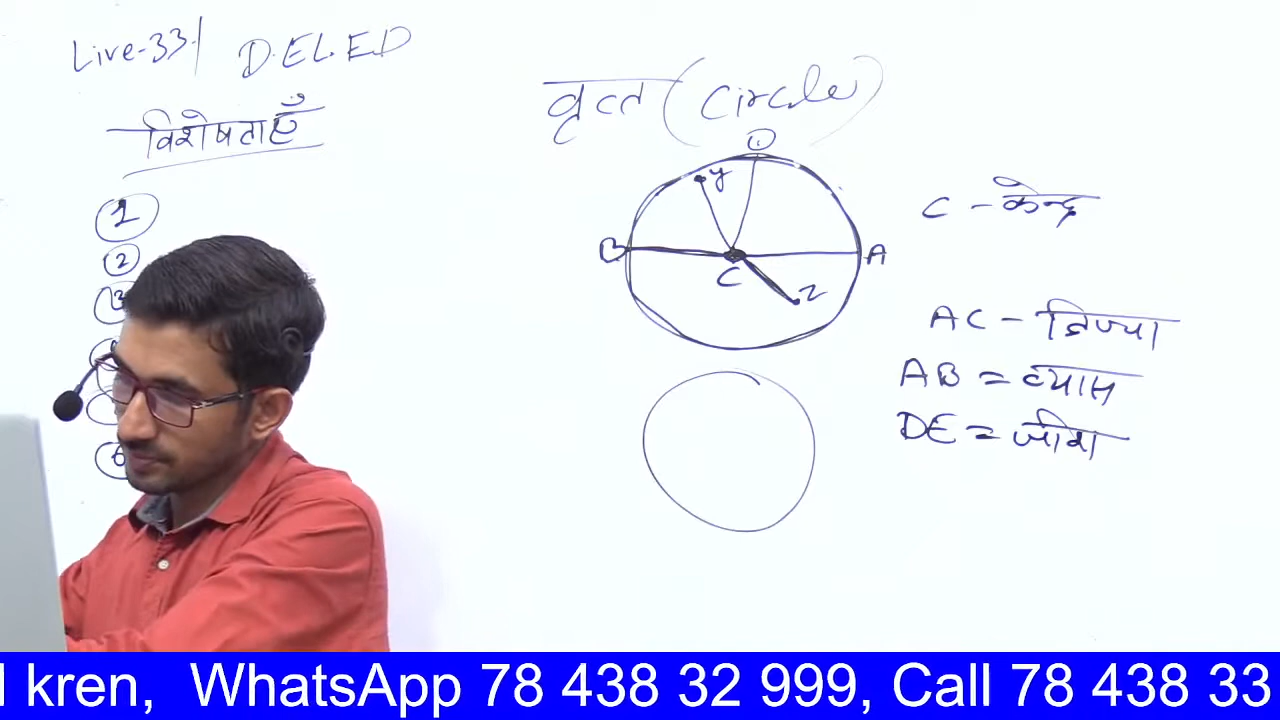 Live-33 | D.EL.ED
वृत्त (Circle)
विशेषताएँ
1
2
3
6
D
y
B
C
A
z
C - केन्द्र
AC - त्रिज्या
AB = व्यास
DE = जीवा
kren, WhatsApp 78 438 32 999, Call 78 438 33